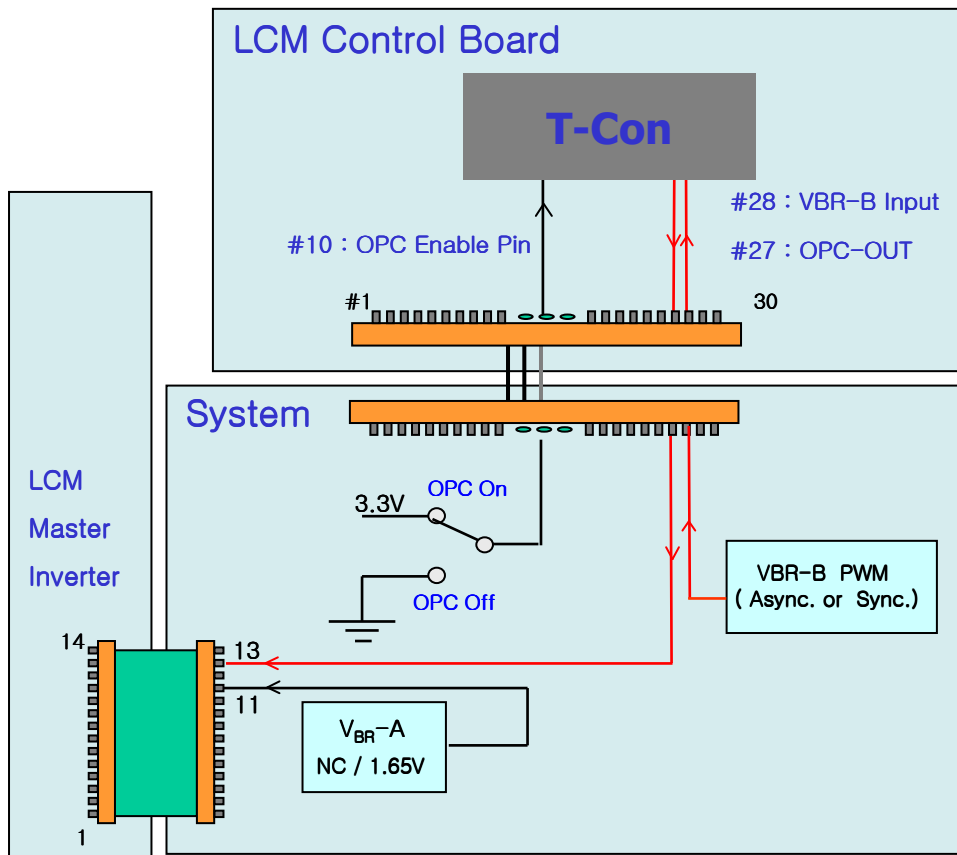 LCM Control Board
T-Con
#28 : VBR-B Input
#10 : OPC Enable Pin
#27 : OPC-OUT
#1
30
System
LCM
Master
Inverter
OPC On
3.3V
OPC Off
VBR-B PWM
( Async. or Sync.)
14
13
11
VBR-A
NC / 1.65V
1